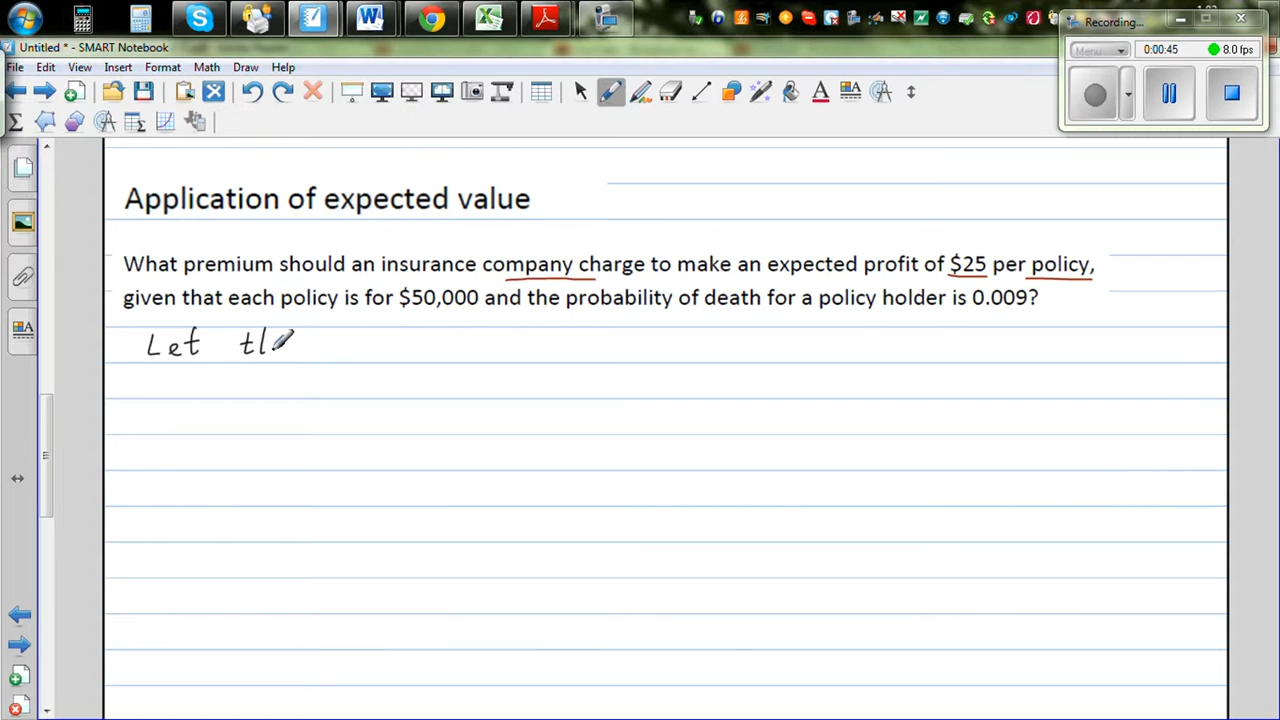 Untitled * - SMART Notebook
File Edit View Insert Format Math Draw Help
Recording...
Menu
0:00:45
8.0 fps
Application of expected value
What premium should an insurance company charge to make an expected profit of $25 per policy,
given that each policy is for $50,000 and the probability of death for a policy holder is 0.009?
Let